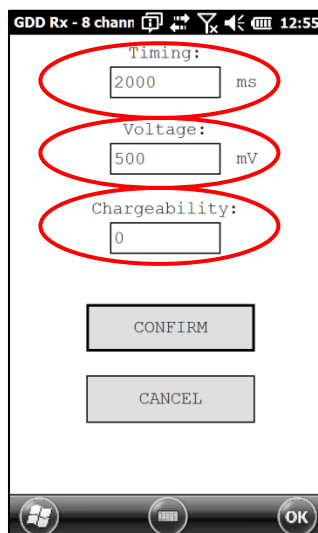 GDD Rx - 8 chann 12:55
Timing:
2000 ms
Voltage:
500 mV
Chargeability:
0
CONFIRM
CANCEL
OK